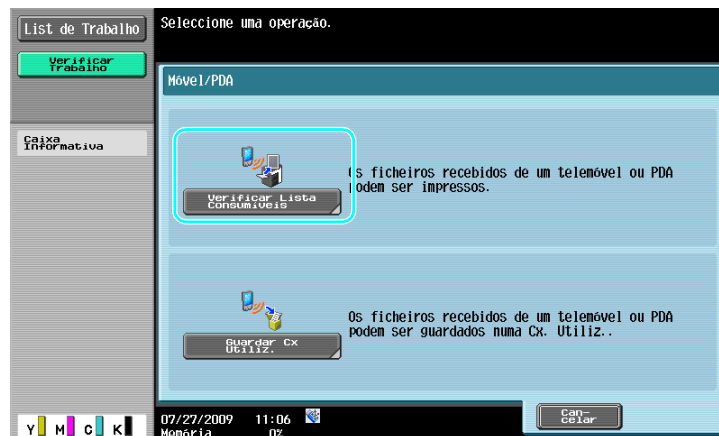 List de Trabalho
Seleccione uma operação.
Verificar
Trabalho
Móvel/PDA
Caixa
Informativa
Os ficheiros recebidos de um telemóvel ou PDA
podem ser impressos.
Verificar Lista
Consumíveis
Os ficheiros recebidos de um telemóvel ou PDA
podem ser guardados numa Cx. Utiliz..
Guardar Cx
Utiliz.
Can-
celar
07/27/2009 11:06
Memória 0%
Y M C K